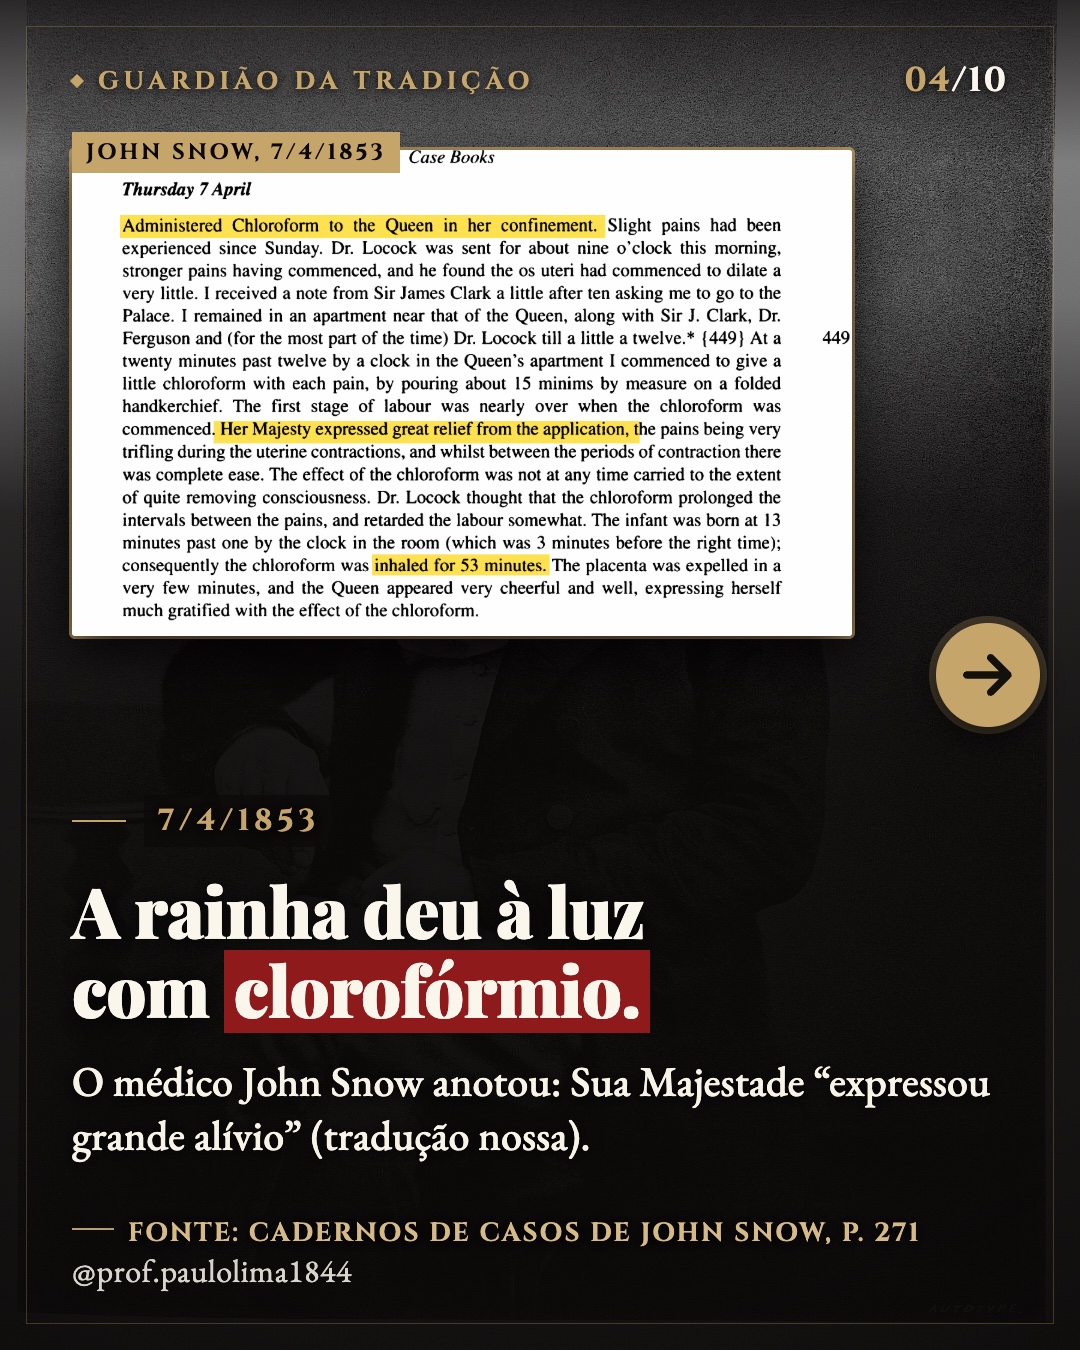 GUARDIÃO DA TRADIÇÃO
04/10
JOHN SNOW, 7/4/1853
Case Books
Thursday 7 April
Administered Chloroform to the Queen in her confinement. Slight pains had been
experienced since Sunday. Dr. Locock was sent for about nine o'clock this morning,
stronger pains having commenced, and he found the os uteri had commenced to dilate a
very little. I received a note from Sir James Clark a little after ten asking me to go to the
Palace. I remained in an apartment near that of the Queen, along with Sir J. Clark, Dr.
Ferguson and (for the most part of the time) Dr. Locock till a little a twelve.* {449} At a
449
twenty minutes past twelve by a clock in the Queen's apartment I commenced to give a
little chloroform with each pain, by pouring about 15 minims by measure on a folded
handkerchief. The first stage of labour was nearly over when the chloroform was
commenced. Her Majesty expressed great relief from the application, the pains being very
trifling during the uterine contractions, and whilst between the periods of contraction there
was complete ease. The effect of the chloroform was not at any time carried to the extent
of quite removing consciousness. Dr. Locock thought that the chloroform prolonged the
intervals between the pains, and retarded the labour somewhat. The infant was born at 13
minutes past one by the clock in the room (which was 3 minutes before the right time);
consequently the chloroform was inhaled for 53 minutes. The placenta was expelled in a
very few minutes, and the Queen appeared very cheerful and well, expressing herself
much gratified with the effect of the chloroform.
7/4/1853
A rainha deu à luz
com clorofórmio.
O médico John Snow anotou: Sua Majestade “expressou
grande alívio” (tradução nossa).
FONTE: CADERNOS DE CASOS DE JOHN SNOW, P. 271
@prof.paulolima1844